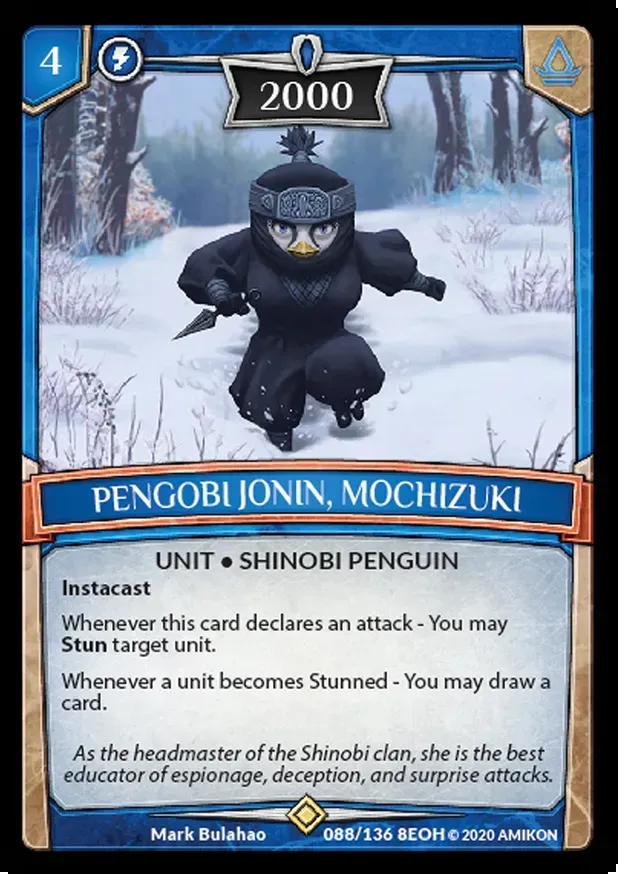 4
2000
PENGOBI JONIN, MOCHIZUKI
UNIT • SHINOBI PENGUIN
Instacast
Whenever this card declares an attack - You may
Stun target unit.
Whenever a unit becomes Stunned - You may draw a
card.
As the headmaster of the Shinobi clan, she is the best
educator of espionage, deception, and surprise attacks.
Mark Bulahao 088/136 8EOH © 2020 AMIKON